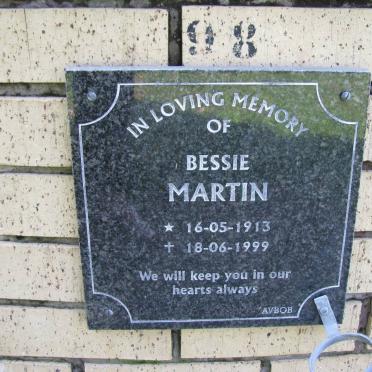 98
IN LOVING MEMORY
OF
BESSIE
MARTIN
★ 16-05-1913
✝ 18-06-1999
We will keep you in our
hearts always
AVBOB